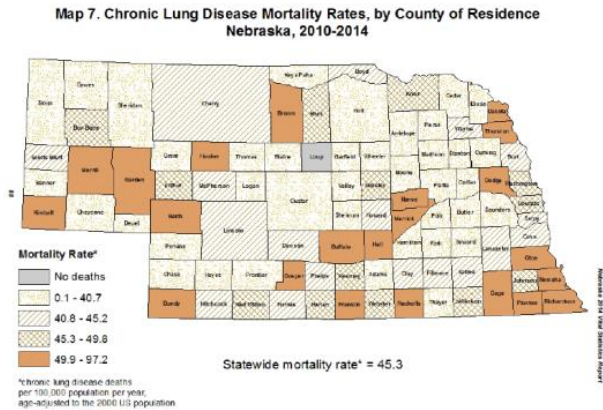 Map 7. Chronic Lung Disease Mortality Rates, by County of Residence
Nebraska, 2010-2014
Keya Paha Boyd
Dawes
Sioux Sheridan Cherry Brown Rock Holt Knox Cedar Dixon Dakota
Box Butte
Antelope Pierce Wayne Thurston
Scotts Bluff Morrill Garden Grant Hooker Thomas Blaine Loup Garfield Wheeler Madison Stanton Cuming Burt
Banner McPherson Logan Custer Valley Greeley Boone Platte Colfax Dodge Washington
Kimball Cheyenne Deuel Keith Lincoln Sherman Howard Nance Merrick Polk Butler Saunders Douglas Sarpy
Perkins Dawson Buffalo Hall Hamilton York Seward Lancaster Cass
Chase Hayes Frontier Gosper Phelps Kearney Adams Clay Fillmore Saline Otoe
Dundy Hitchcock Red Willow Furnas Harlan Franklin Webster Nuckolls Thayer Jefferson Gage Johnson Nemaha Pawnee Richardson
Mortality Rate*
No deaths
0.1 - 40.7
40.8 - 45.2
45.3 - 49.8
49.9 - 97.2
Statewide mortality rate* = 45.3
*chronic lung disease deaths
per 100,000 population per year,
age-adjusted to the 2000 US population
Nebraska 2014 Vital Statistics Report